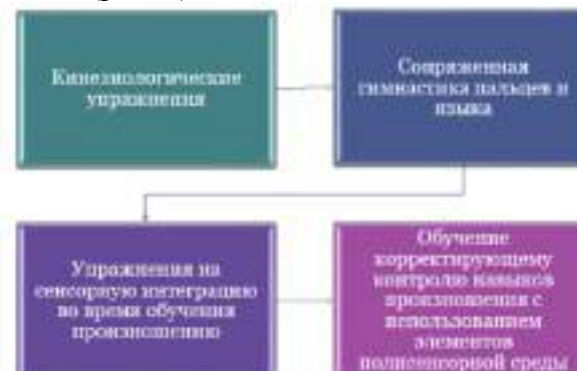 Кинезиологические
упражнения
Сопряженная
гимнастика пальцев и
языка
Упражнения на
сенсорную интеграцию
во время обучения
произношению
Обучение
корректирующему
контролю навыков
произношения с
использованием
элементов
полисенсорной среды